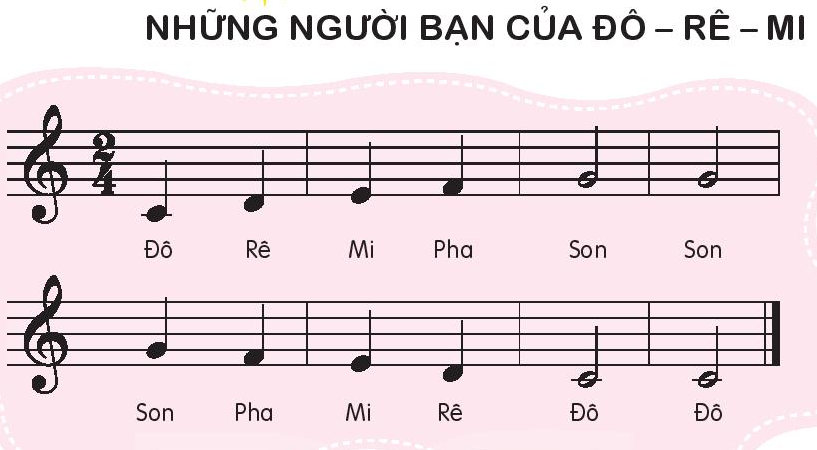 NHỮNG NGƯỜI BẠN CỦA ĐÔ – RÊ – MI
2
4
Đô Rê Mi Pha Son Son
Son Pha Mi Rê Đô Đô